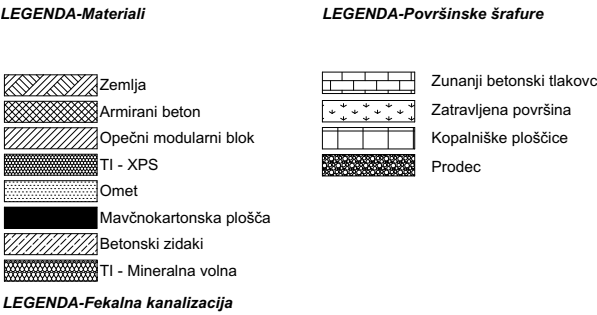 LEGENDA-Materiali
Zemlja
Armirani beton
Opečni modularni blok
TI - XPS
Omet
Mavčnokartonska plošča
Betonski zidaki
TI - Mineralna volna
LEGENDA-Fekalna kanalizacija
LEGENDA-Površinske šrafure
Zunanji betonski tlakovc
Zatravljena površina
Kopalniške ploščice
Prodec